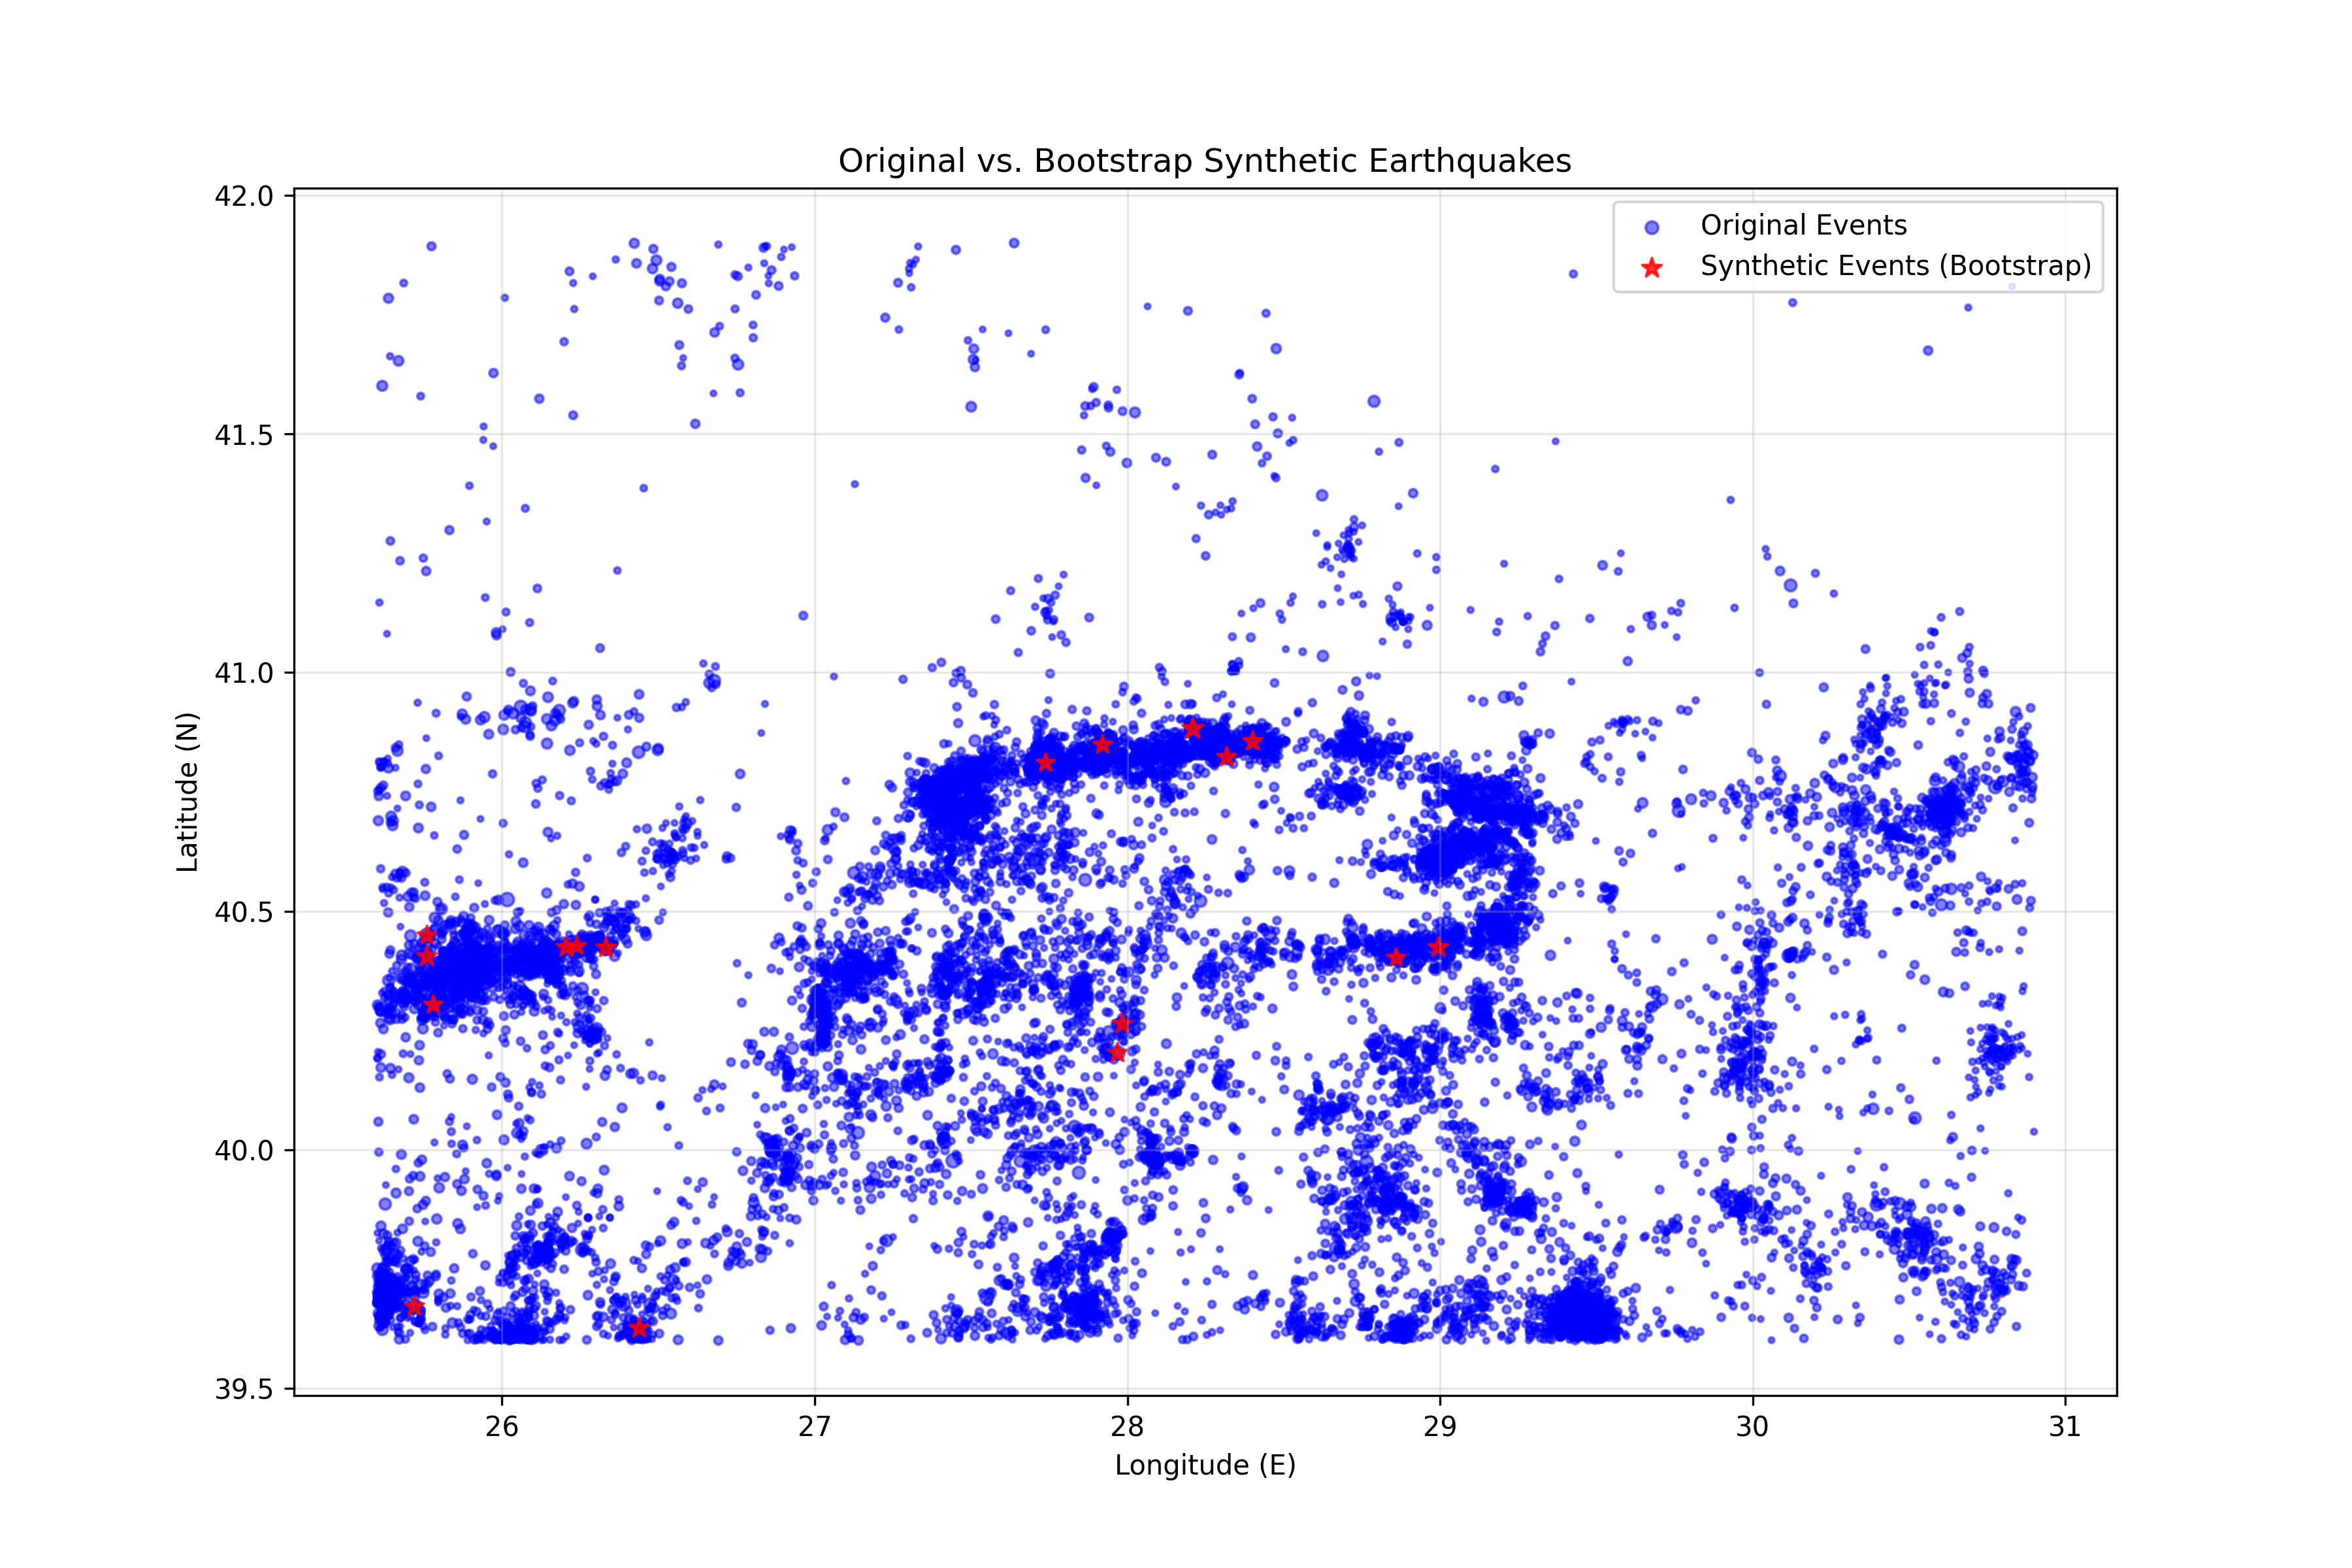 Original vs. Bootstrap Synthetic Earthquakes
Original Events
Synthetic Events (Bootstrap)
Latitude (N)
42.0
41.5
41.0
40.5
40.0
39.5
26 27 28 29 30 31
Longitude (E)